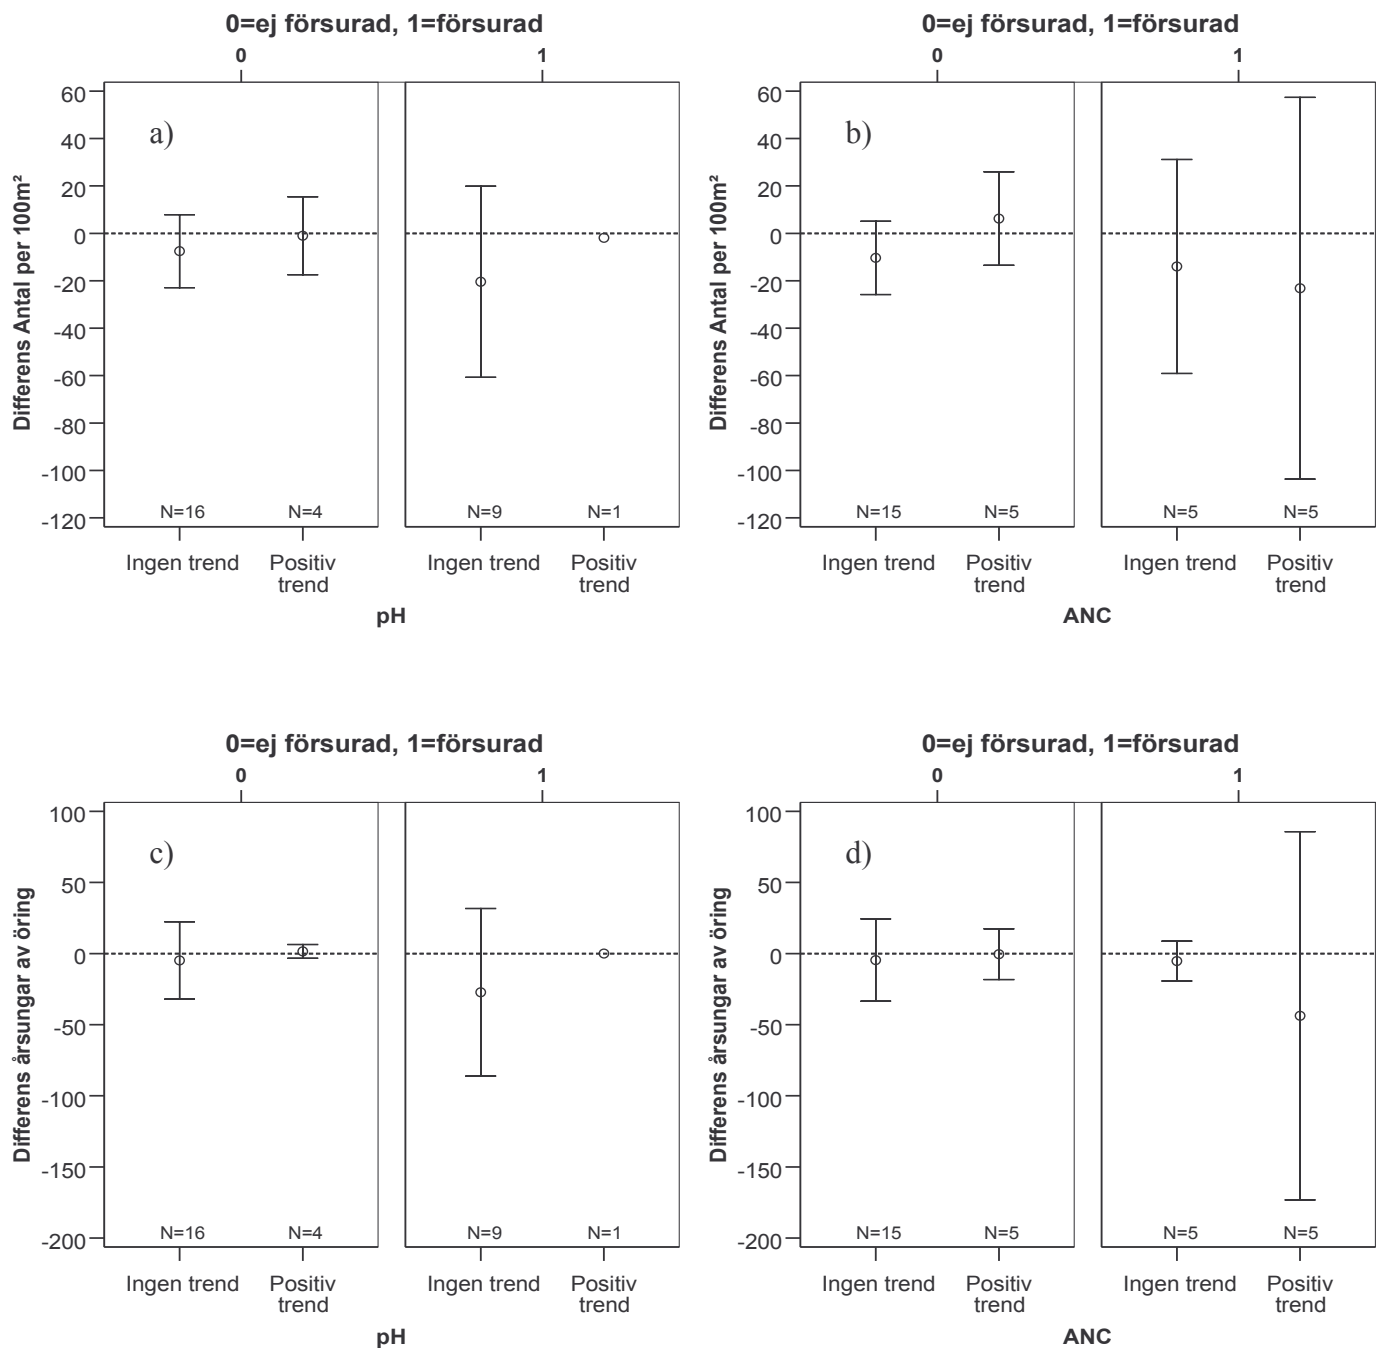 0=ej försurad, 1=försurad
0 1
60
40
20
0
-20
-40
-60
-80
-100
-120
Differens Antal per 100m²
a)
N=16 N=4 N=9 N=1
Ingen trend Positiv trend Ingen trend Positiv trend
pH
0=ej försurad, 1=försurad
0 1
60
40
20
0
-20
-40
-60
-80
-100
-120
Differens Antal per 100m²
b)
N=15 N=5 N=5 N=5
Ingen trend Positiv trend Ingen trend Positiv trend
ANC
0=ej försurad, 1=försurad
0 1
100
50
0
-50
-100
-150
-200
Differens årsungar av öring
c)
N=16 N=4 N=9 N=1
Ingen trend Positiv trend Ingen trend Positiv trend
pH
0=ej försurad, 1=försurad
0 1
100
50
0
-50
-100
-150
-200
Differens årsungar av öring
d)
N=15 N=5 N=5 N=5
Ingen trend Positiv trend Ingen trend Positiv trend
ANC